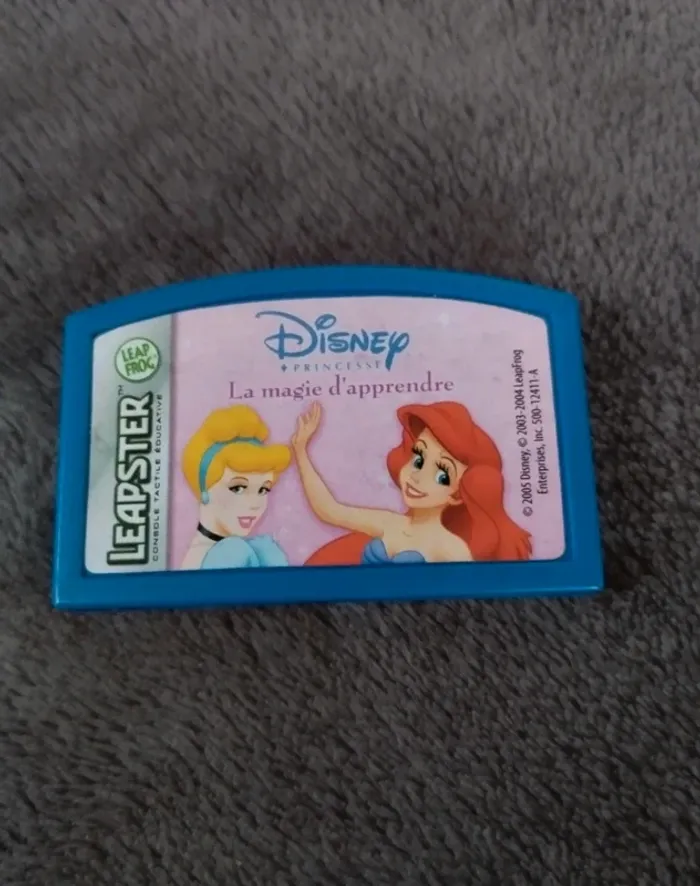 LEAP
FROG
LEAPSTER™
CONSOLE TACTILE ÉDUCATIVE
Disney
PRINCESSE
La magie d'apprendre
© 2005 Disney, © 2003-2004 LeapFrog
Enterprises, Inc. 500-12411-A